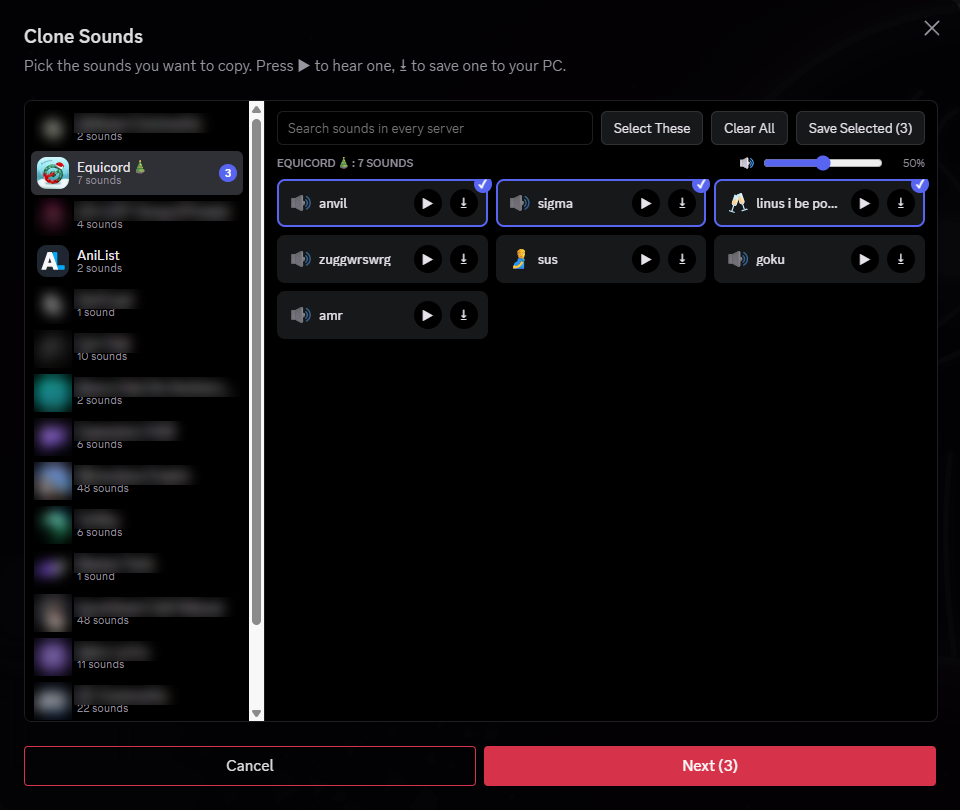 Clone Sounds
Pick the sounds you want to copy. Press ▶ to hear one, ⤓ to save one to your PC.
2 sounds
Equicord 🎄
7 sounds
3
4 sounds
AniList
2 sounds
1 sound
10 sounds
2 sounds
6 sounds
48 sounds
6 sounds
1 sound
48 sounds
11 sounds
22 sounds
Search sounds in every server
Select These
Clear All
Save Selected (3)
EQUICORD 🎄 : 7 SOUNDS
50%
anvil
sigma
linus i be po...
zuggwrswrg
sus
goku
amr
Cancel
Next (3)